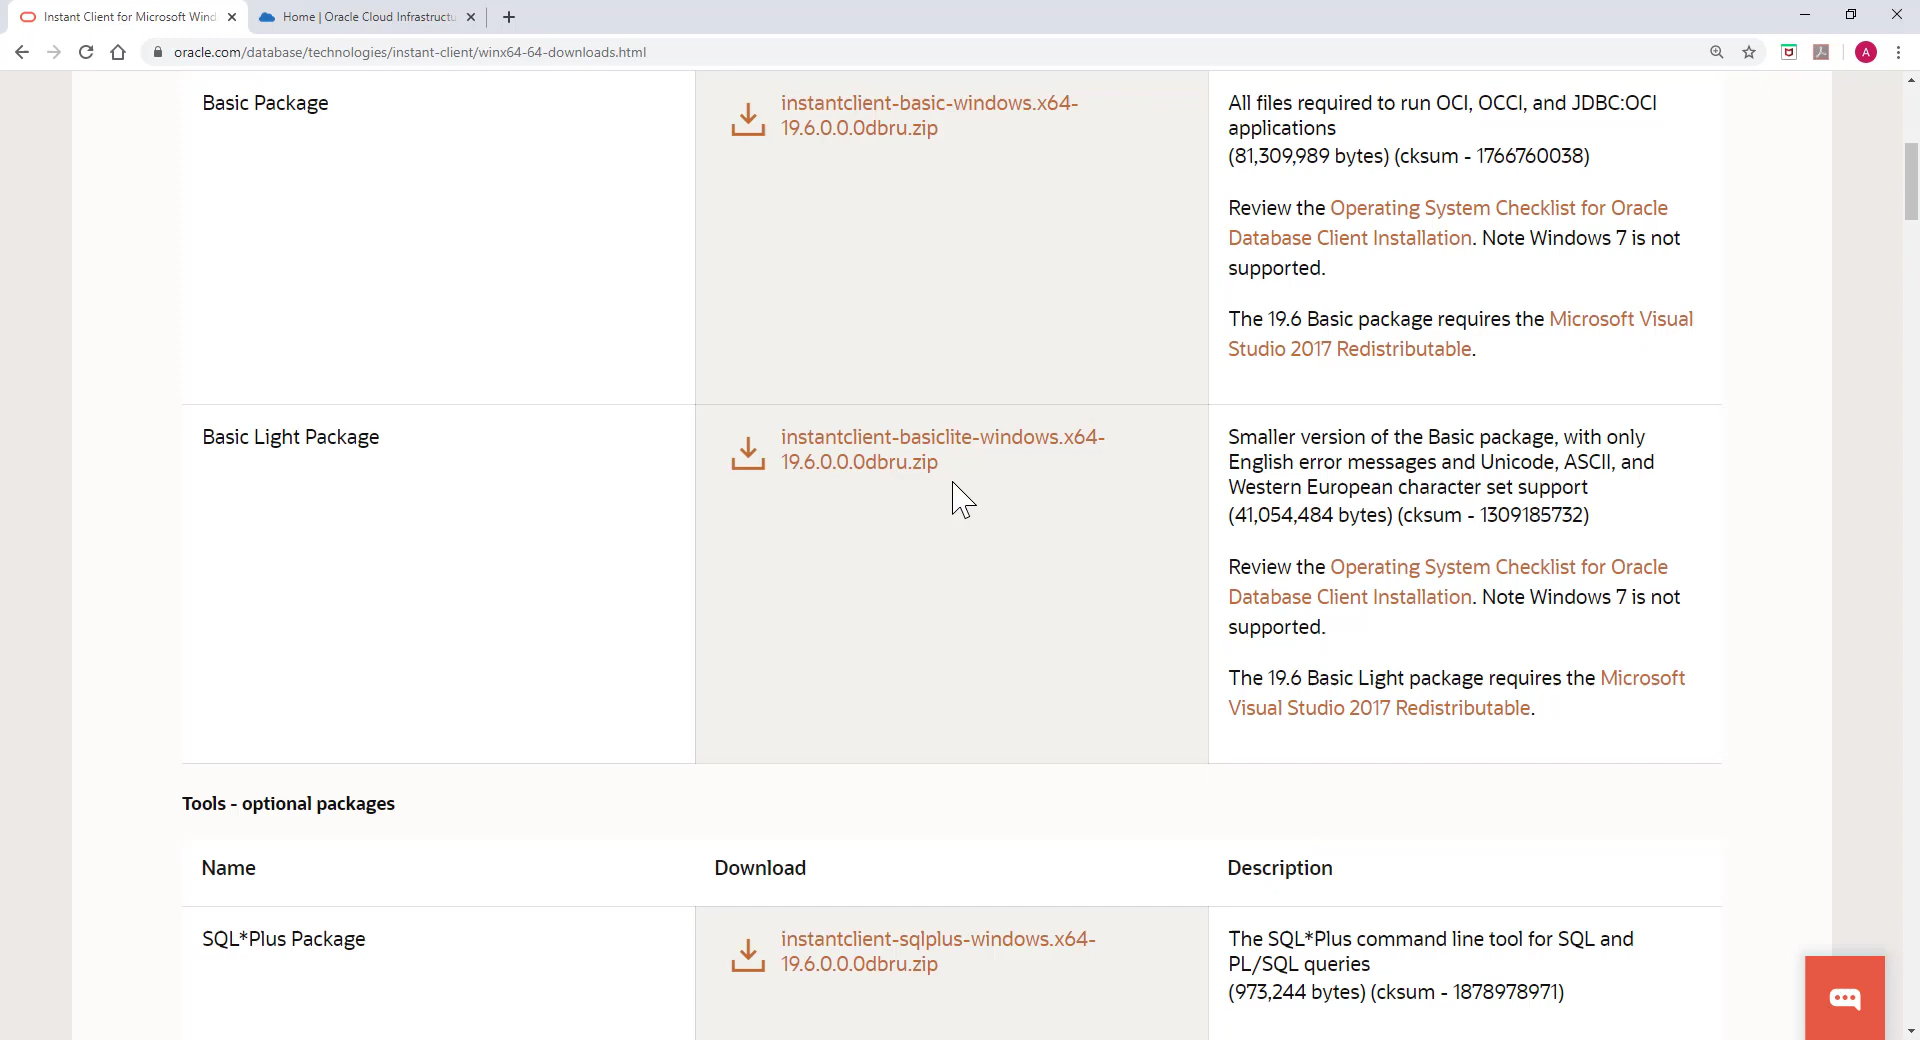 Instant Client for Microsoft Wind
Home | Oracle Cloud Infrastructu
oracle.com/database/technologies/instant-client/winx64-64-downloads.html
A
Basic Package
instantclient-basic-windows.x64-
19.6.0.0.0dbru.zip
All files required to run OCI, OCCI, and JDBC:OCI
applications
(81,309,989 bytes) (cksum - 1766760038)
Review the Operating System Checklist for Oracle
Database Client Installation. Note Windows 7 is not
supported.
The 19.6 Basic package requires the Microsoft Visual
Studio 2017 Redistributable.
Basic Light Package
instantclient-basiclite-windows.x64-
19.6.0.0.0dbru.zip
Smaller version of the Basic package, with only
English error messages and Unicode, ASCII, and
Western European character set support
(41,054,484 bytes) (cksum - 1309185732)
Review the Operating System Checklist for Oracle
Database Client Installation. Note Windows 7 is not
supported.
The 19.6 Basic Light package requires the Microsoft
Visual Studio 2017 Redistributable.
Tools - optional packages
Name
Download
Description
SQL*Plus Package
instantclient-sqlplus-windows.x64-
19.6.0.0.0dbru.zip
The SQL*Plus command line tool for SQL and
PL/SQL queries
(973,244 bytes) (cksum - 1878978971)